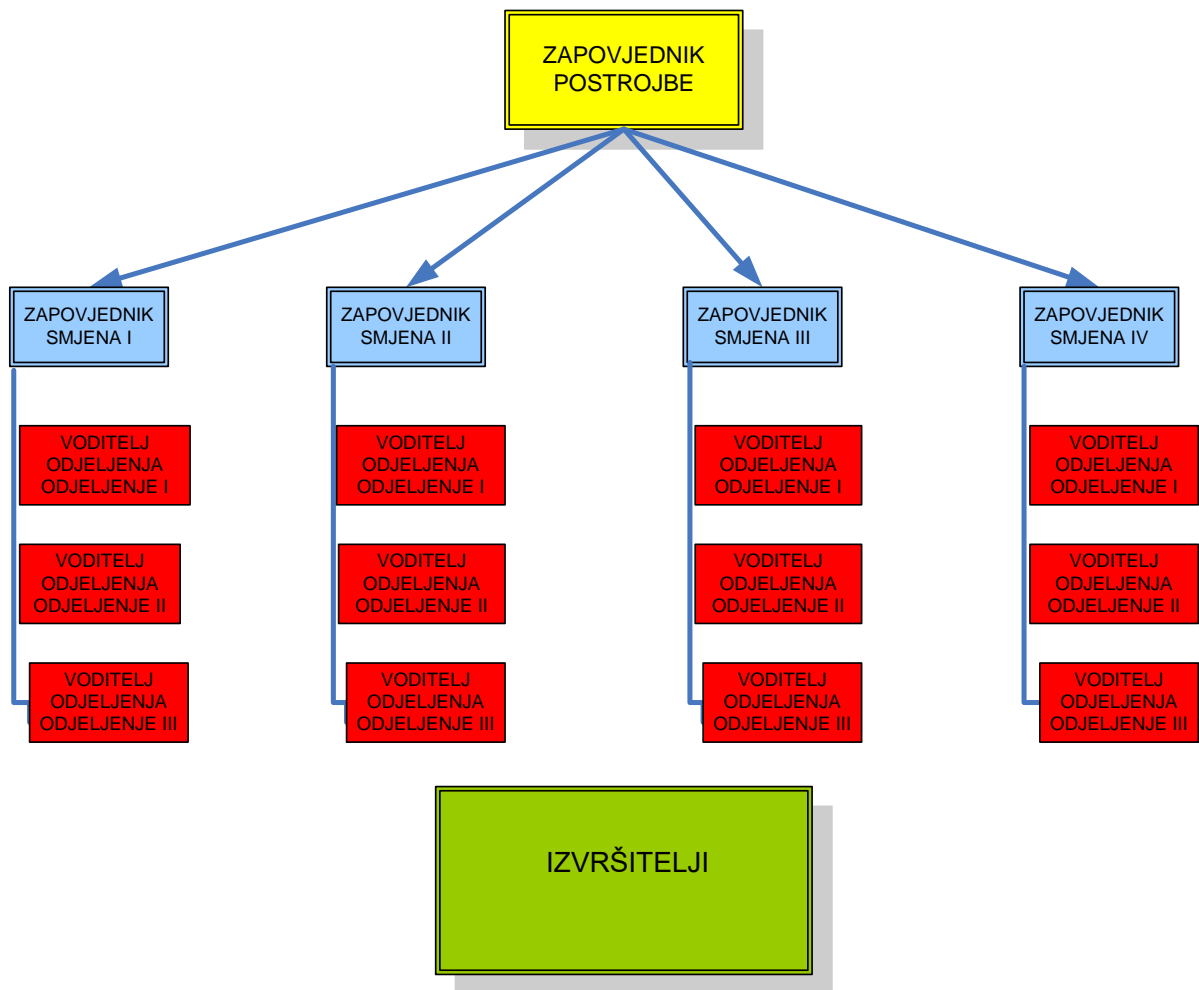 ZAPOVJEDNIK
POSTROJBE
ZAPOVJEDNIK
SMJENA I
ZAPOVJEDNIK
SMJENA II
ZAPOVJEDNIK
SMJENA III
ZAPOVJEDNIK
SMJENA IV
VODITELJ
ODJELJENJA
ODJELJENJE I
VODITELJ
ODJELJENJA
ODJELJENJE I
VODITELJ
ODJELJENJA
ODJELJENJE I
VODITELJ
ODJELJENJA
ODJELJENJE I
VODITELJ
ODJELJENJA
ODJELJENJE II
VODITELJ
ODJELJENJA
ODJELJENJE II
VODITELJ
ODJELJENJA
ODJELJENJE II
VODITELJ
ODJELJENJA
ODJELJENJE II
VODITELJ
ODJELJENJA
ODJELJENJE III
VODITELJ
ODJELJENJA
ODJELJENJE III
VODITELJ
ODJELJENJA
ODJELJENJE III
VODITELJ
ODJELJENJA
ODJELJENJE III
IZVRŠITELJI